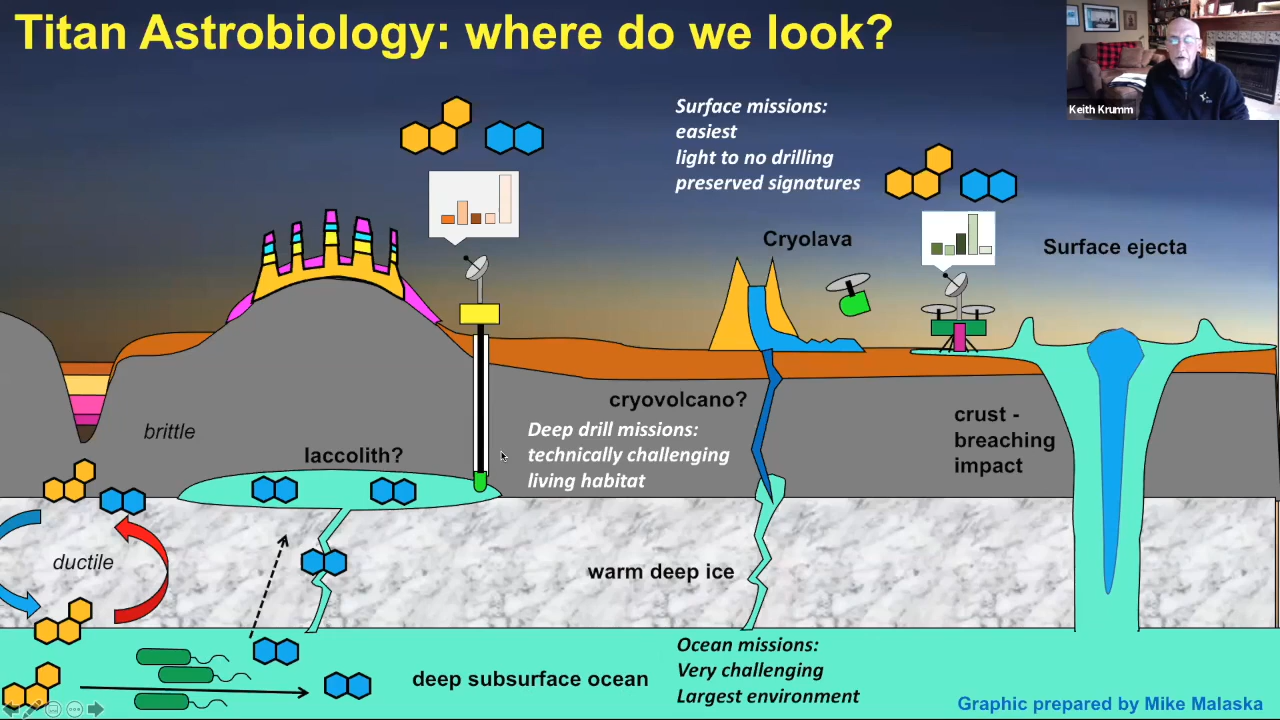 Titan Astrobiology: where do we look?
Keith Krumm
Surface missions:
easiest
light to no drilling
preserved signatures
Cryolava
Surface ejecta
cryovolcano?
brittle
laccolith?
Deep drill missions:
technically challenging
living habitat
crust -
breaching
impact
ductile
warm deep ice
deep subsurface ocean
Ocean missions:
Very challenging
Largest environment
Graphic prepared by Mike Malaska